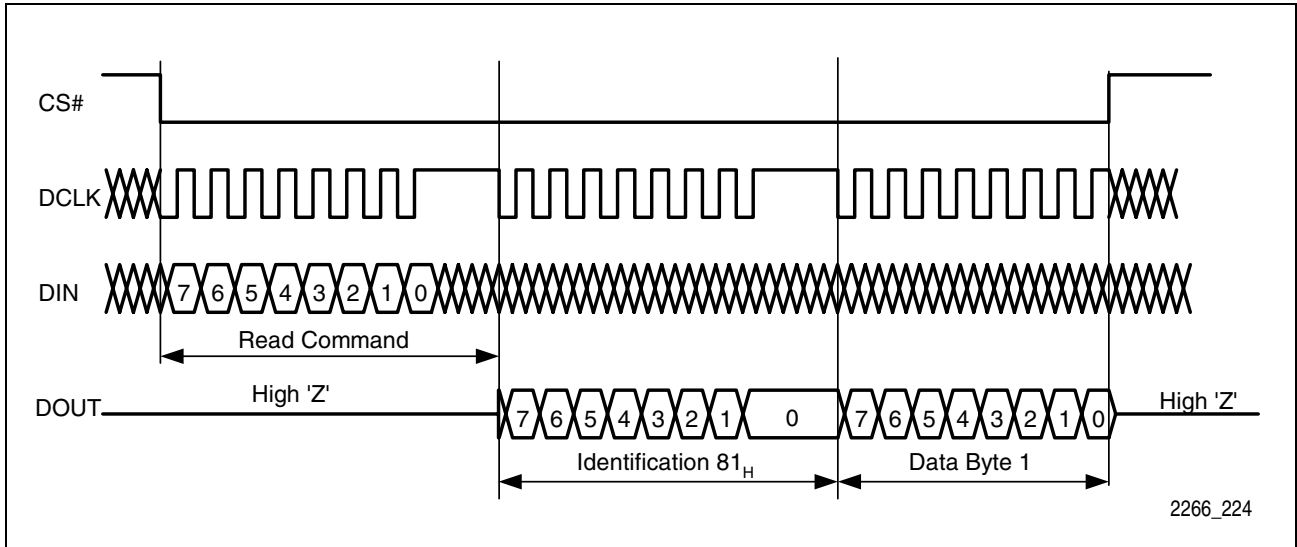 CS#
DCLK
DIN 7 6 5 4 3 2 1 0
Read Command
High 'Z'
DOUT 7 6 5 4 3 2 1 0 7 6 5 4 3 2 1 0 High 'Z'
Identification 81H Data Byte 1
2266_224